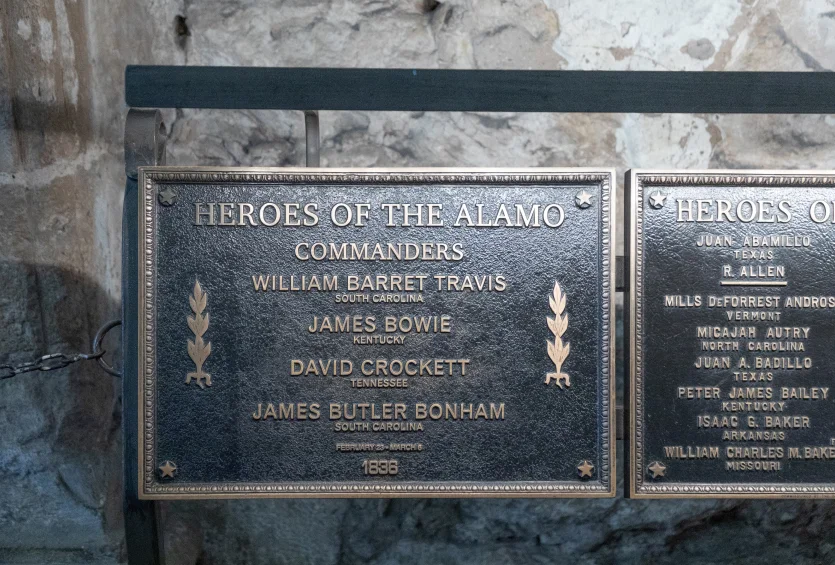 HEROES OF THE ALAMO
COMMANDERS
WILLIAM BARRET TRAVIS
SOUTH CAROLINA
JAMES BOWIE
KENTUCKY
DAVID CROCKETT
TENNESSEE
JAMES BUTLER BONHAM
SOUTH CAROLINA
FEBRUARY 23 - MARCH 6
1836
HEROES
JUAN ABAMILLO
TEXAS
R. ALLEN
MILLS DEFORREST ANDROS
VERMONT
MICAJAH AUTRY
NORTH CAROLINA
JUAN A. BADILLO
TEXAS
PETER JAMES BAILEY
KENTUCKY
ISAAC G. BAKER
ARKANSAS
WILLIAM CHARLES M. BAKE
MISSOURI